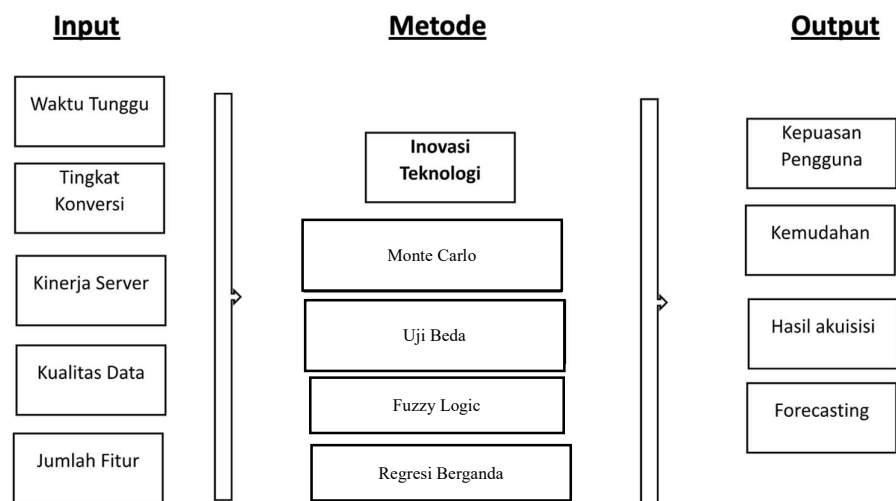 Input
Metode
Output
Waktu Tunggu
Tingkat
Konversi
Kinerja Server
Kualitas Data
Jumlah Fitur
Inovasi
Teknologi
Monte Carlo
Uji Beda
Fuzzy Logic
Regresi Berganda
Kepuasan
Pengguna
Kemudahan
Hasil akuisisi
Forecasting